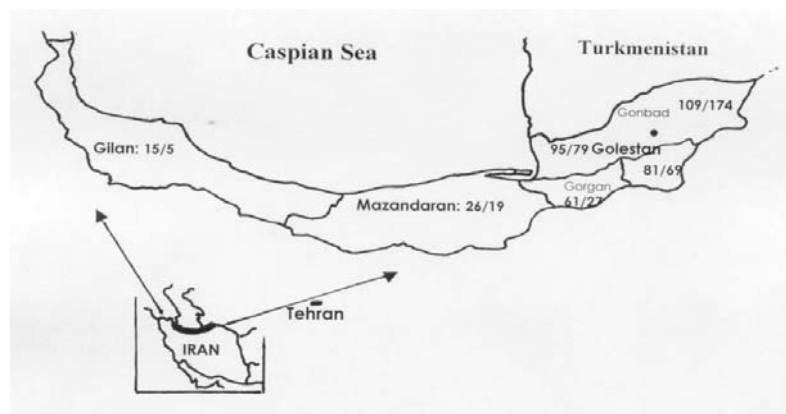 Caspian Sea
Turkmenistan
Gonbad
109/174
Gilan: 15/5
95/79 Golestan
81/69
Gorgan
61/27
Mazandaran: 26/19
Tehran
IRAN